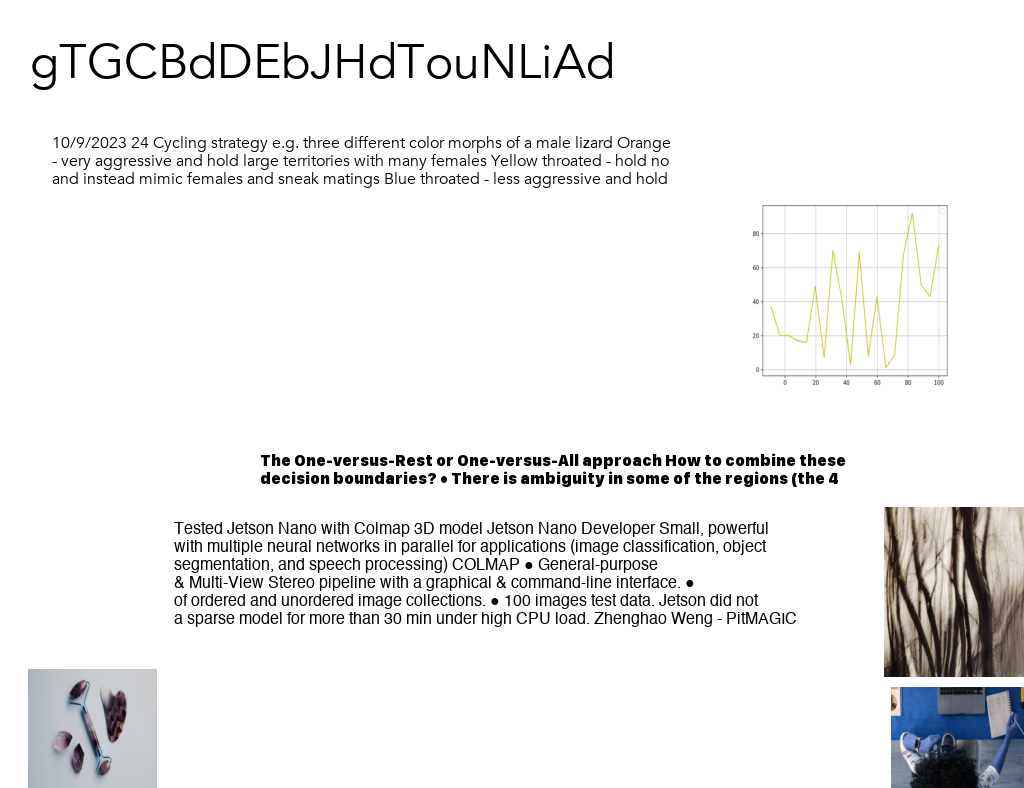 gTGCBdDEbJHdTouNLiAd
10/9/2023 24 Cycling strategy e.g. three different color morphs of a male lizard Orange
- very aggressive and hold large territories with many females Yellow throated - hold no
and instead mimic females and sneak matings Blue throated - less aggressive and hold
80
60
40
20
0
0 20 40 60 80 100
The One-versus-Rest or One-versus-All approach How to combine these
decision boundaries? • There is ambiguity in some of the regions (the 4
Tested Jetson Nano with Colmap 3D model Jetson Nano Developer Small, powerful
with multiple neural networks in parallel for applications (image classification, object
segmentation, and speech processing) COLMAP ● General-purpose
& Multi-View Stereo pipeline with a graphical & command-line interface. ●
of ordered and unordered image collections. ● 100 images test data. Jetson did not
a sparse model for more than 30 min under high CPU load. Zhenghao Weng - PitMAGIC